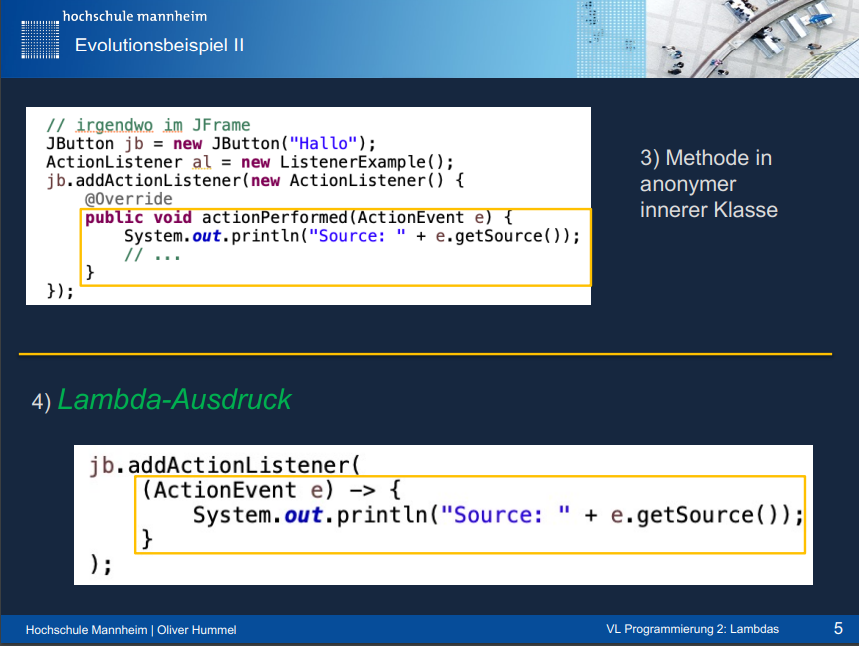 hochschule mannheim
Evolutionsbeispiel II
// irgendwo im JFrame
JButton jb = new JButton("Hallo");
ActionListener al = new ListenerExample();
jb.addActionListener(new ActionListener() {
@Override
public void actionPerformed(ActionEvent e) {
System.out.println("Source: " + e.getSource());
// ...
}
});
3) Methode in
anonymer
innerer Klasse
4) Lambda-Ausdruck
jb.addActionListener(
(ActionEvent e) -> {
System.out.println("Source: " + e.getSource());
}
);
Hochschule Mannheim | Oliver Hummel
VL Programmierung 2: Lambdas
5